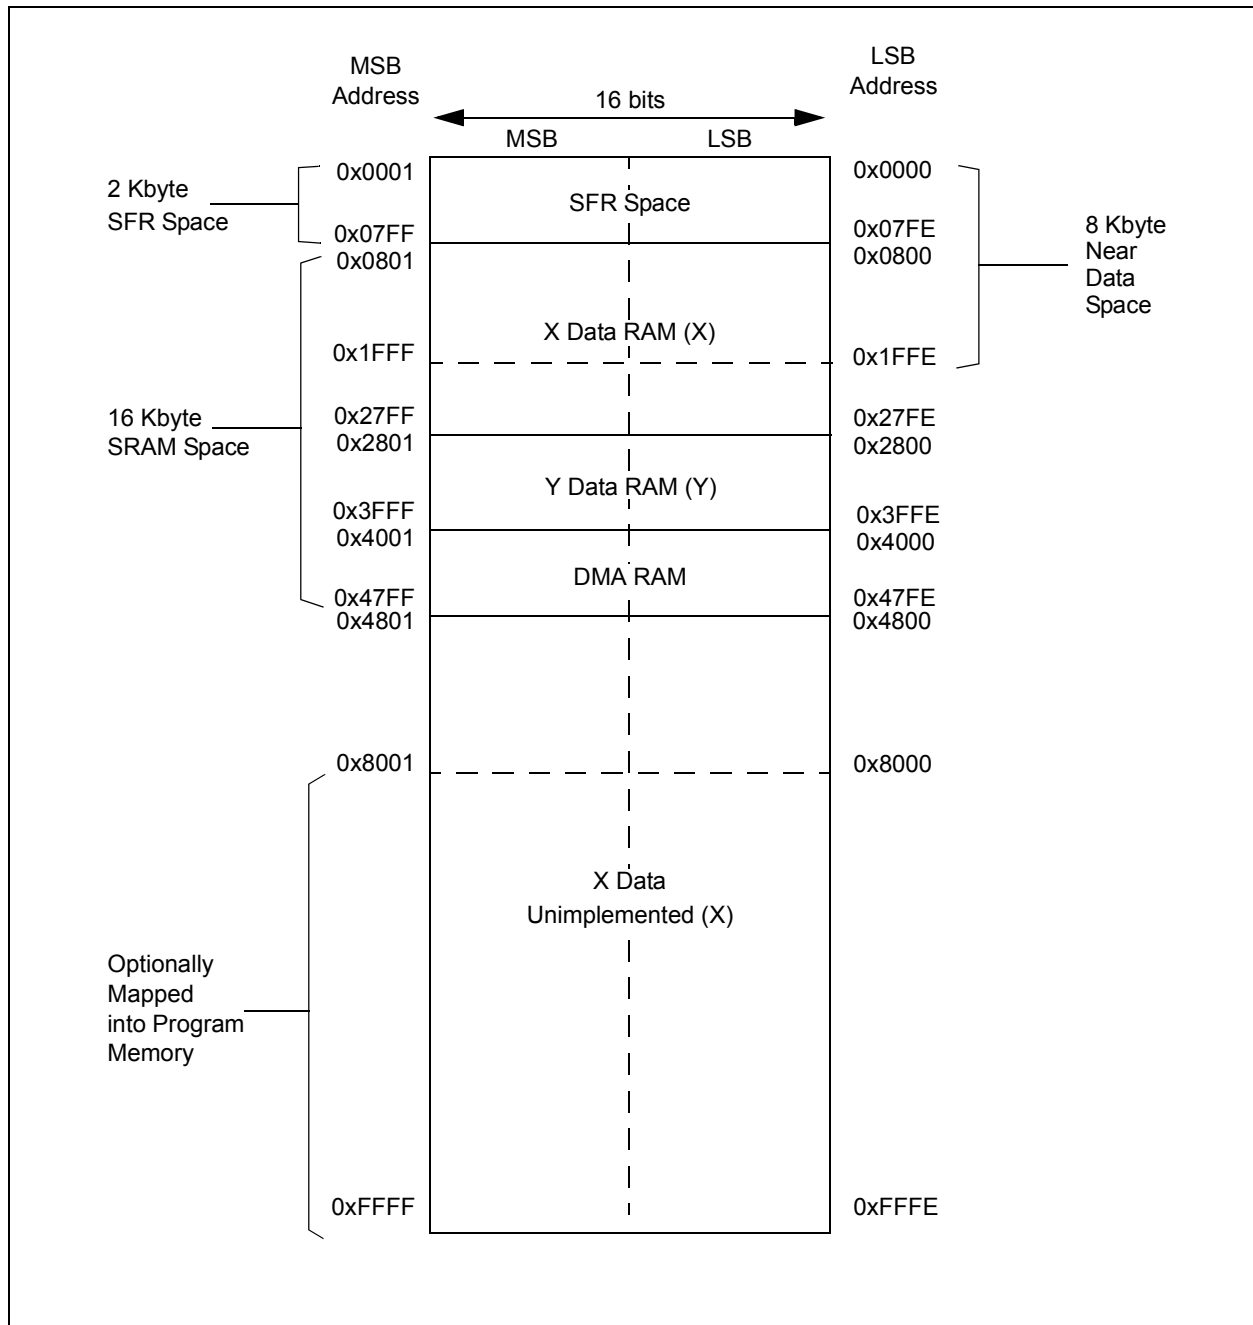 MSB
Address
LSB
Address
16 bits
MSB
LSB
2 Kbyte
SFR Space
0x0001
0x0000
SFR Space
0x07FF
0x07FE
0x0801
0x0800
8 Kbyte
Near
Data
Space
X Data RAM (X)
0x1FFF
0x1FFE
16 Kbyte
SRAM Space
0x27FF
0x27FE
0x2801
0x2800
Y Data RAM (Y)
0x3FFF
0x3FFE
0x4001
0x4000
DMA RAM
0x47FF
0x47FE
0x4801
0x4800
0x8001
0x8000
X Data
Unimplemented (X)
Optionally
Mapped
into Program
Memory
0xFFFF
0xFFFE